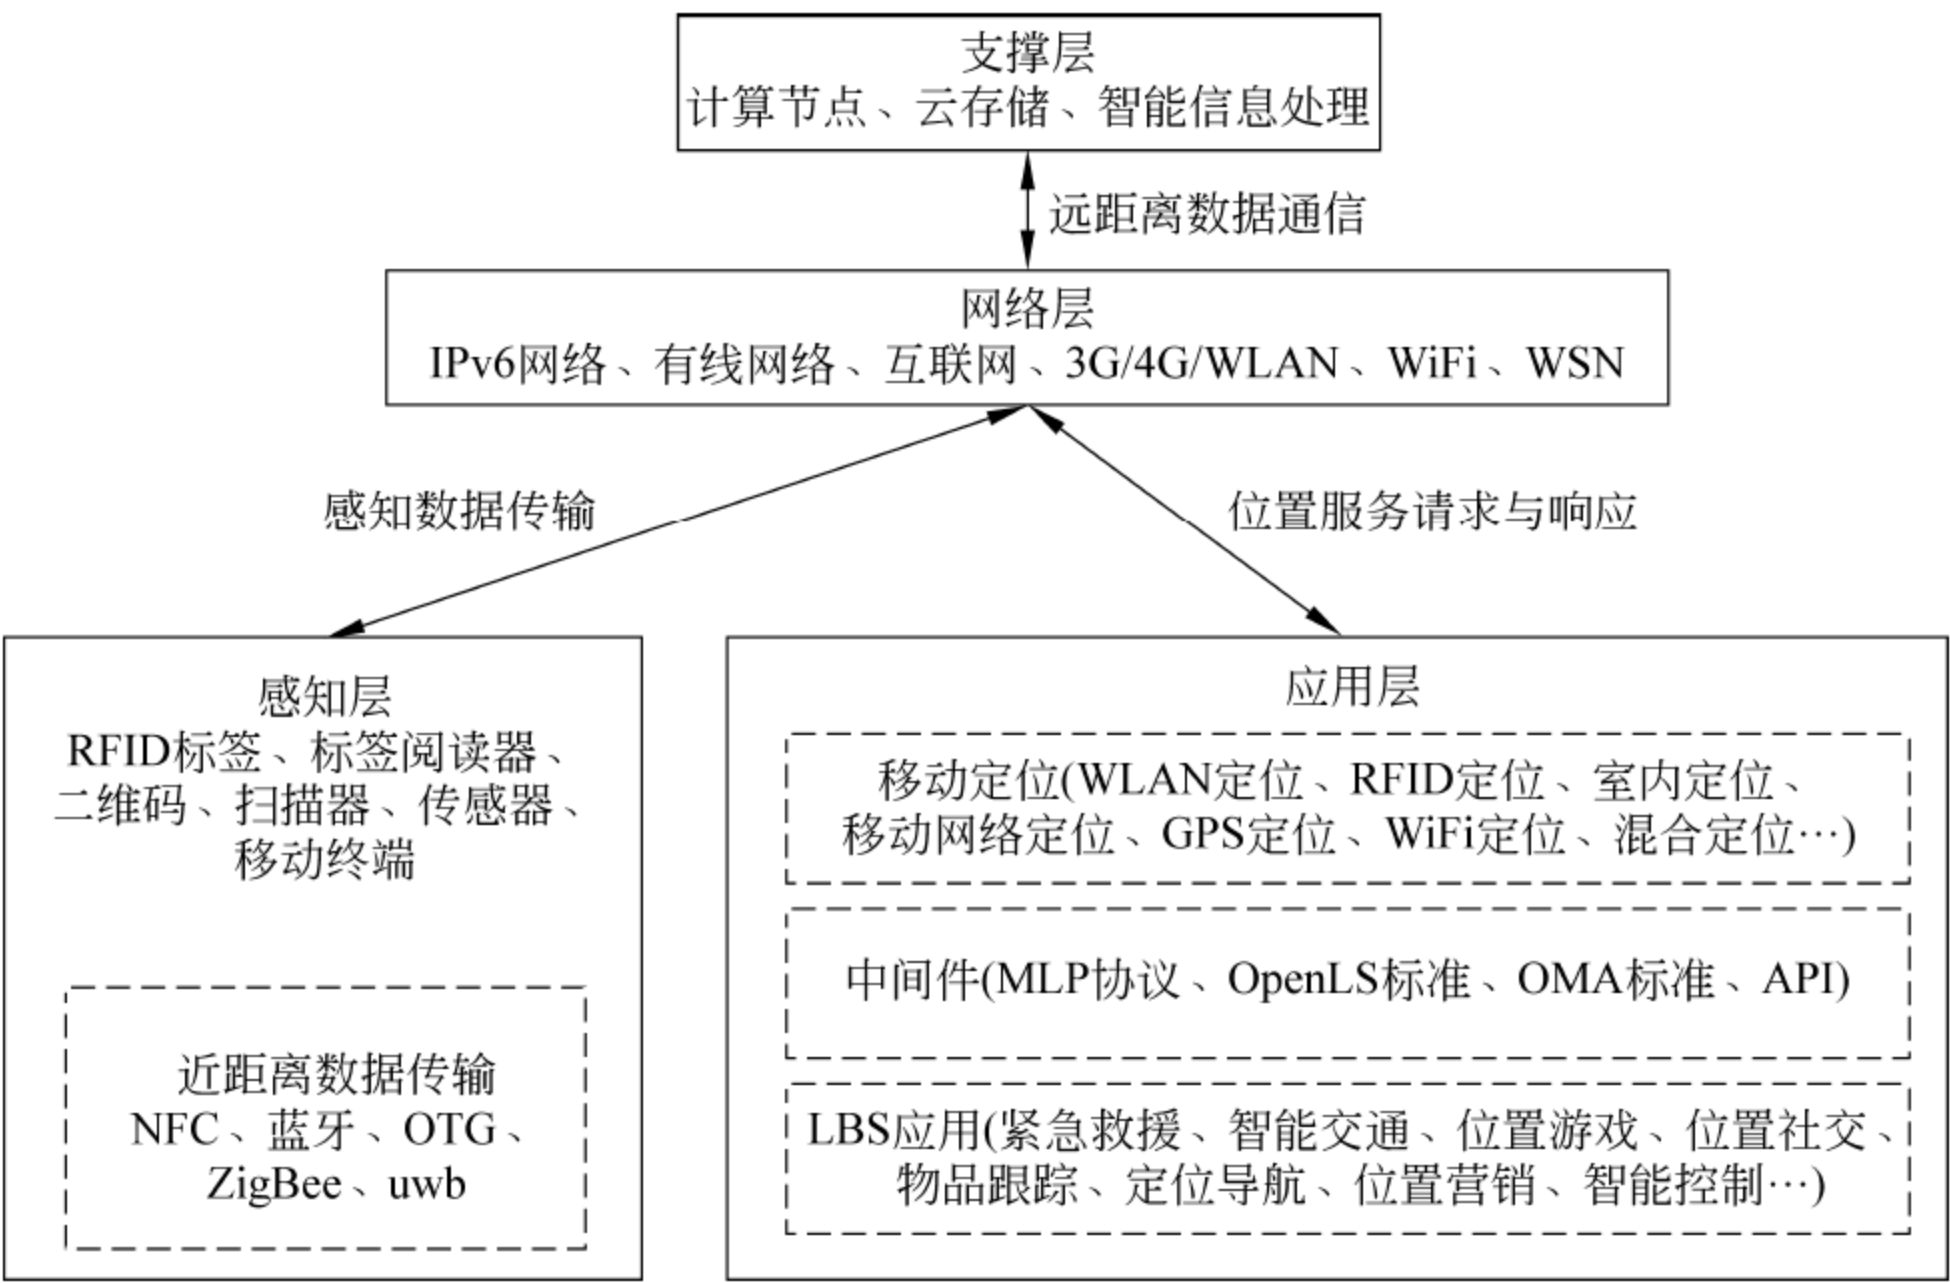 支撑层
计算节点、云存储、智能信息处理
远距离数据通信
网络层
IPv6网络、有线网络、互联网、3G/4G/WLAN、WiFi、WSN
感知数据传输
位置服务请求与响应
感知层
RFID标签、标签阅读器、
二维码、扫描器、传感器、
移动终端
近距离数据传输
NFC、蓝牙、OTG、
ZigBee、uwb
应用层
移动定位(WLAN定位、RFID定位、室内定位、
移动网络定位、GPS定位、WiFi定位、混合定位…)
中间件(MLP协议、OpenLS标准、OMA标准、API)
LBS应用(紧急救援、智能交通、位置游戏、位置社交、
物品跟踪、定位导航、位置营销、智能控制…)